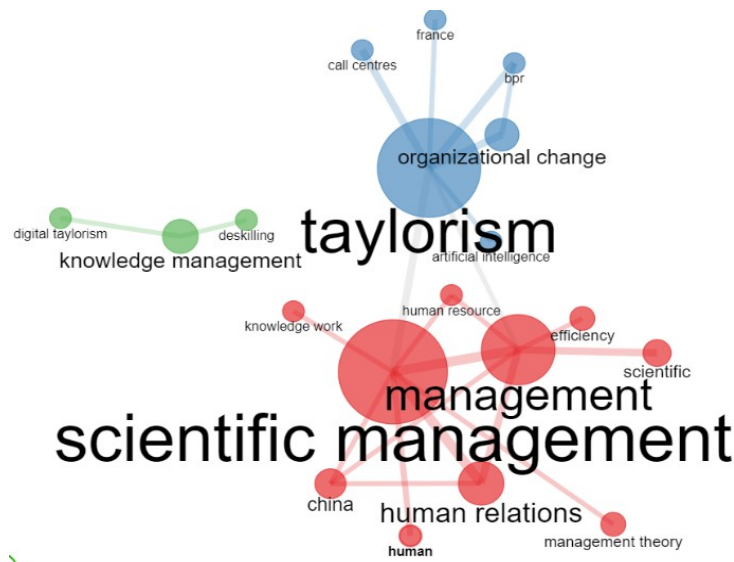 france
call centres
bpr
organizational change
digital taylorism
deskilling
taylorism
knowledge management
artificial intelligence
human resource
knowledge work
efficiency
scientific
management
scientific management
china
human relations
management theory
human